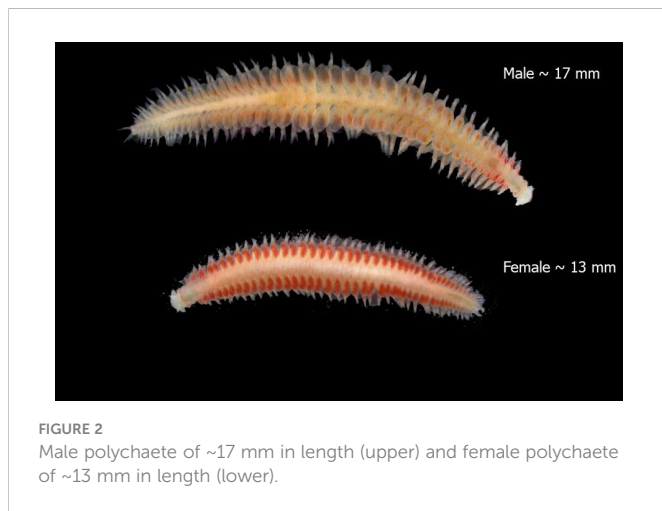 Male ~ 17 mm
Female ~ 13 mm
FIGURE 2
Male polychaete of ~17 mm in length (upper) and female polychaete
of ~13 mm in length (lower).